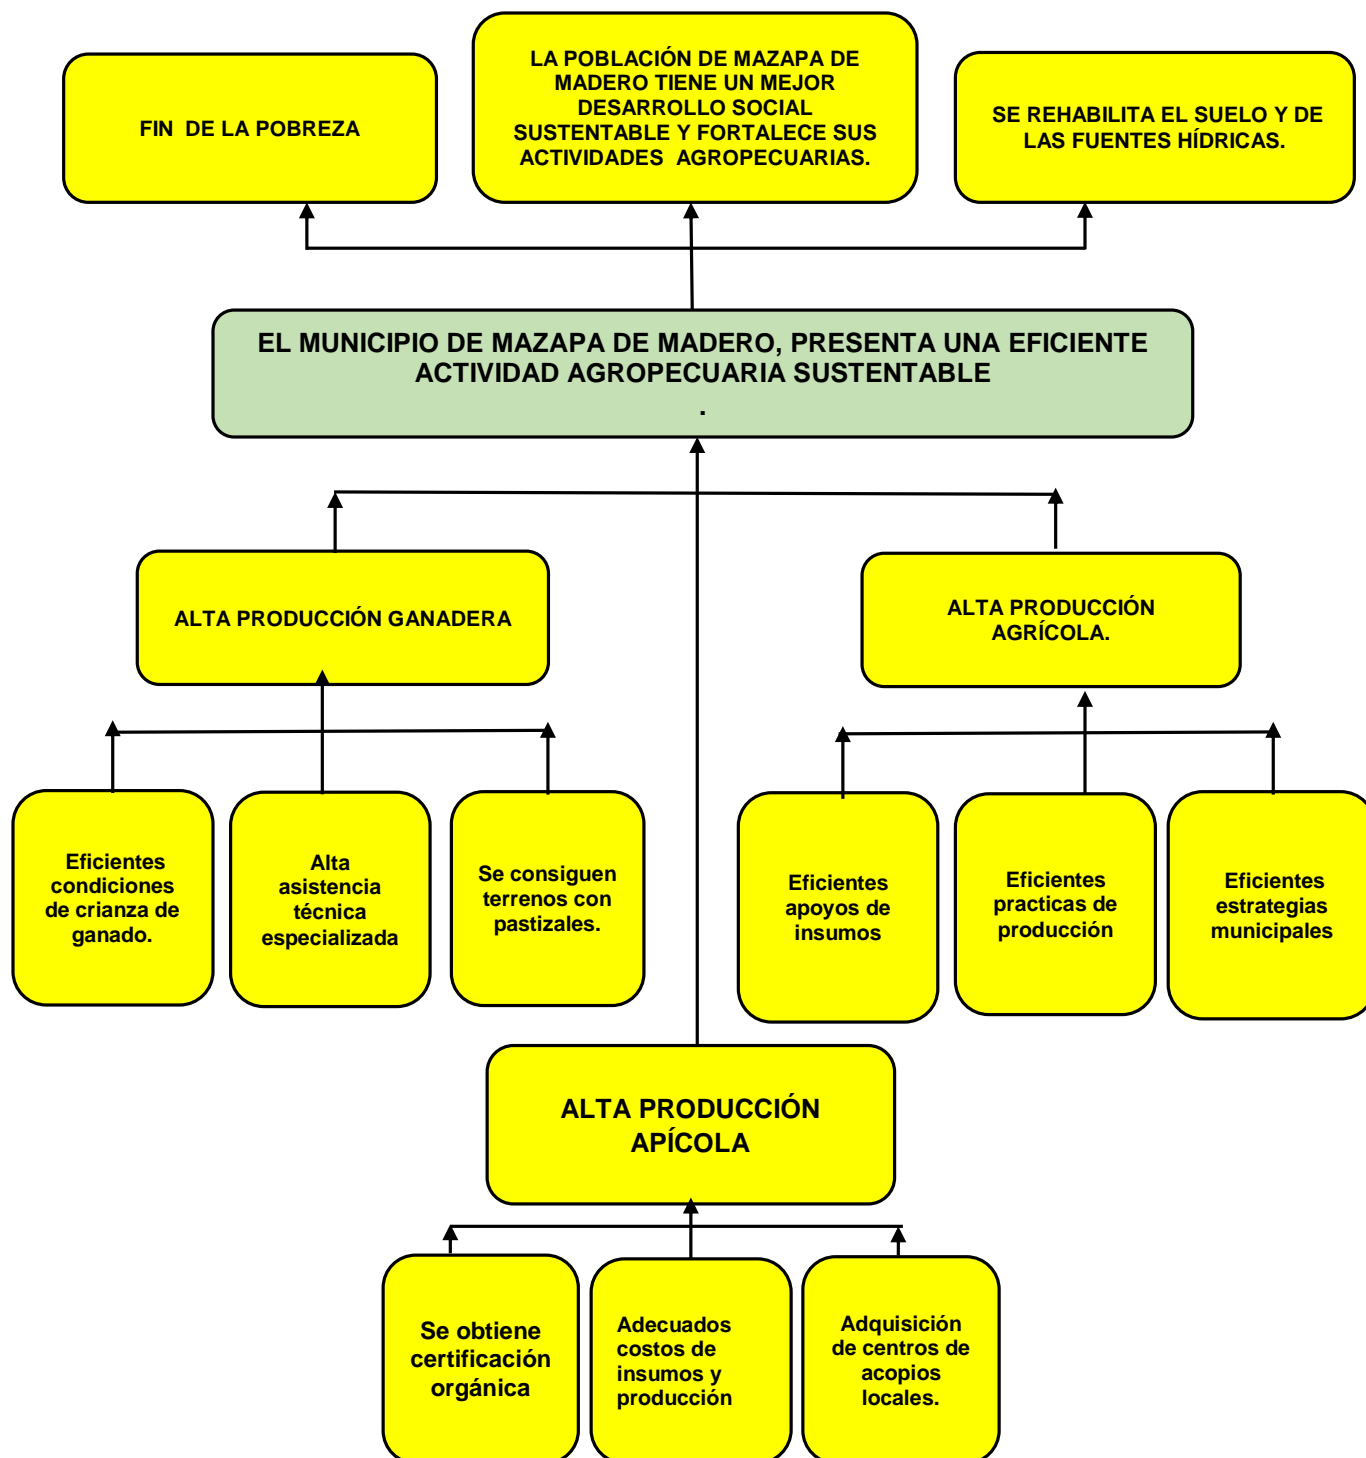 FIN DE LA POBREZA
LA POBLACIÓN DE MAZAPA DE
MADERO TIENE UN MEJOR
DESARROLLO SOCIAL
SUSTENTABLE Y FORTALECE SUS
ACTIVIDADES AGROPECUARIAS.
SE REHABILITA EL SUELO Y DE
LAS FUENTES HÍDRICAS.
EL MUNICIPIO DE MAZAPA DE MADERO, PRESENTA UNA EFICIENTE
ACTIVIDAD AGROPECUARIA SUSTENTABLE
.
ALTA PRODUCCIÓN GANADERA
ALTA PRODUCCIÓN
AGRÍCOLA.
Eficientes
condiciones
de crianza de
ganado.
Alta
asistencia
técnica
especializada
Se consiguen
terrenos con
pastizales.
Eficientes
apoyos de
insumos
Eficientes
practicas de
producción
Eficientes
estrategias
municipales
ALTA PRODUCCIÓN
APÍCOLA
Se obtiene
certificación
orgánica
Adecuados
costos de
insumos y
producción
Adquisición
de centros de
acopios
locales.